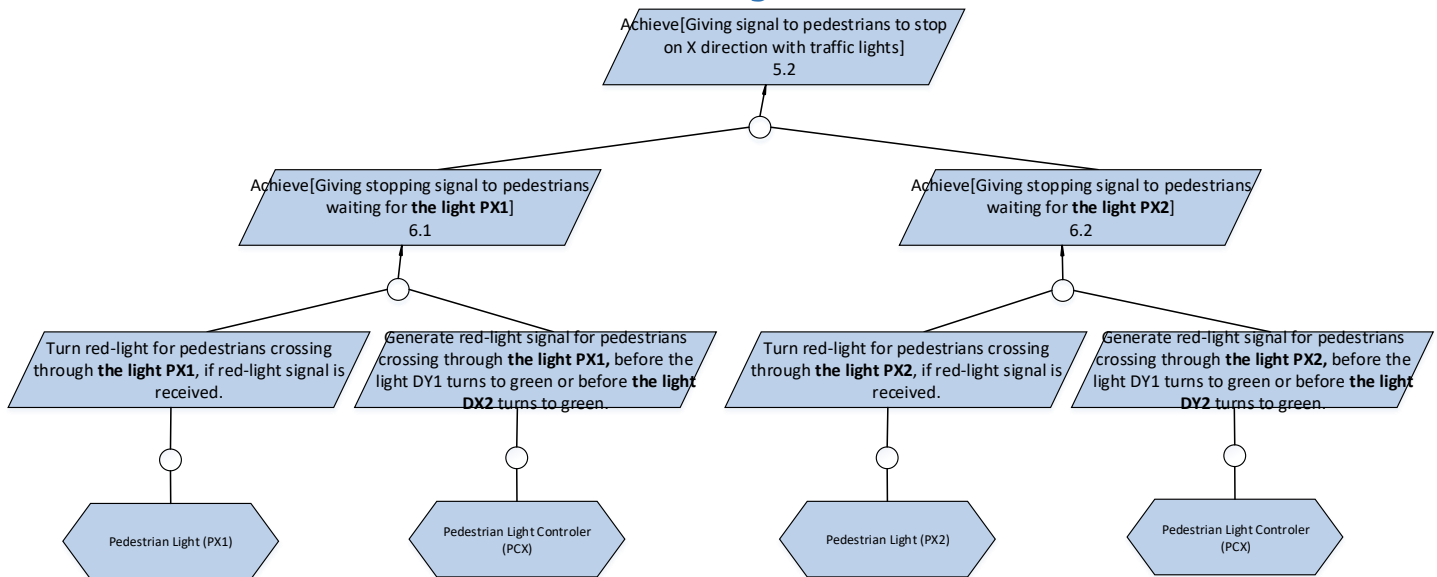 Achieve[Giving signal to pedestrians to stop
on X direction with traffic lights]
5.2
Achieve[Giving stopping signal to pedestrians
waiting for the light PX1]
6.1
Achieve[Giving stopping signal to pedestrians
waiting for the light PX2]
6.2
Turn red-light for pedestrians crossing
through the light PX1, if red-light signal is
received.
Generate red-light signal for pedestrians
crossing through the light PX1, before the
light DY1 turns to green or before the light
DX2 turns to green.
Turn red-light for pedestrians crossing
through the light PX2, if red-light signal is
received.
Generate red-light signal for pedestrians
crossing through the light PX2, before the
light DY1 turns to green or before the light
DY2 turns to green.
Pedestrian Light (PX1)
Pedestrian Light Controler
(PCX)
Pedestrian Light (PX2)
Pedestrian Light Controler
(PCX)